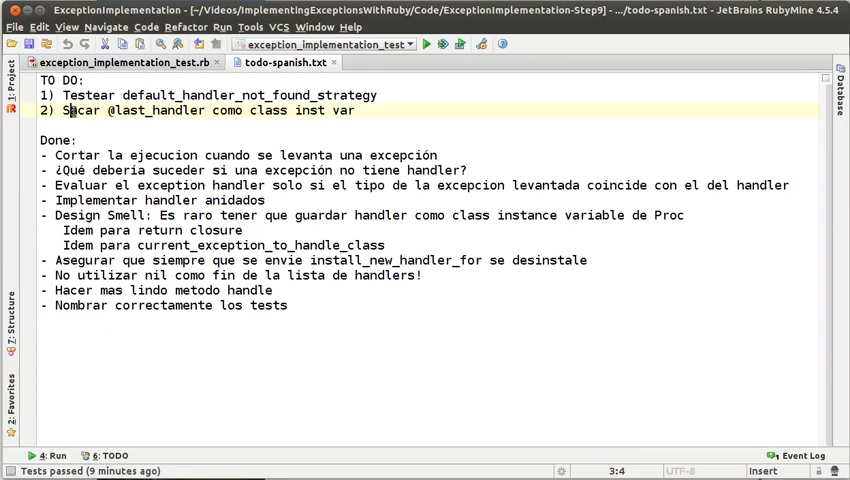 ExceptionImplementation - [~/Videos/ImplementingExceptionsWithRuby/Code/ExceptionImplementation-Step9] - .../todo-spanish.txt - JetBrains RubyMine 4.5.4
File Edit View Navigate Code Refactor Run Tools VCS Window Help
exception_implementation_test
exception_implementation_test.rb
todo-spanish.txt
1: Project
Database
TO DO:
1) Testear default_handler_not_found_strategy
2) Sacar @last_handler como class inst var
Done:
- Cortar la ejecucion cuando se levanta una excepción
- ¿Qué debería suceder si una excepción no tiene handler?
- Evaluar el exception handler solo si el tipo de la excepcion levantada coincide con el del handler
- Implementar handler anidados
- Design Smell: Es raro tener que guardar handler como class instance variable de Proc
Idem para return closure
Idem para current_exception_to_handle_class
- Asegurar que siempre que se envie install_new_handler_for se desinstale
- No utilizar nil como fin de la lista de handlers!
- Hacer mas lindo metodo handle
- Nombrar correctamente los tests
7: Structure
2: Favorites
4: Run 6: TODO Event Log
Tests passed (9 minutes ago) 3:4 UTF-8 Insert